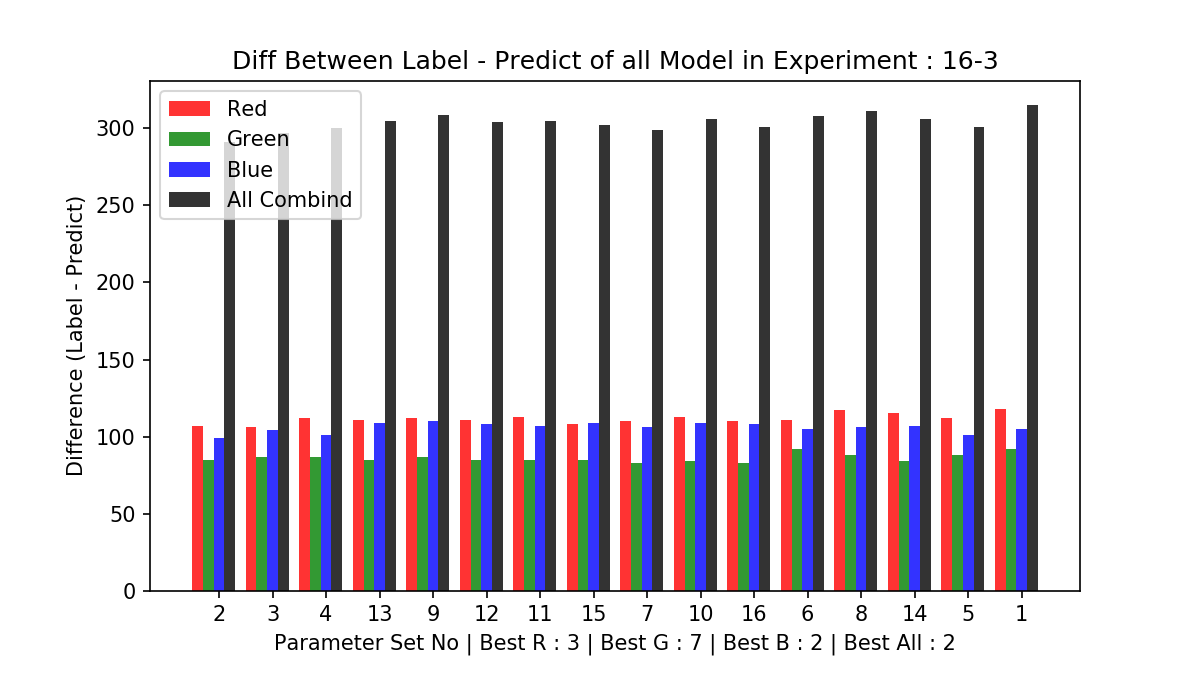 Diff Between Label - Predict of all Model in Experiment : 16-3
Red
Green
Blue
All Combind
Difference (Label - Predict)
300
250
200
150
100
50
0
2 3 4 13 9 12 11 15 7 10 16 6 8 14 5 1
Parameter Set No | Best R : 3 | Best G : 7 | Best B : 2 | Best All : 2